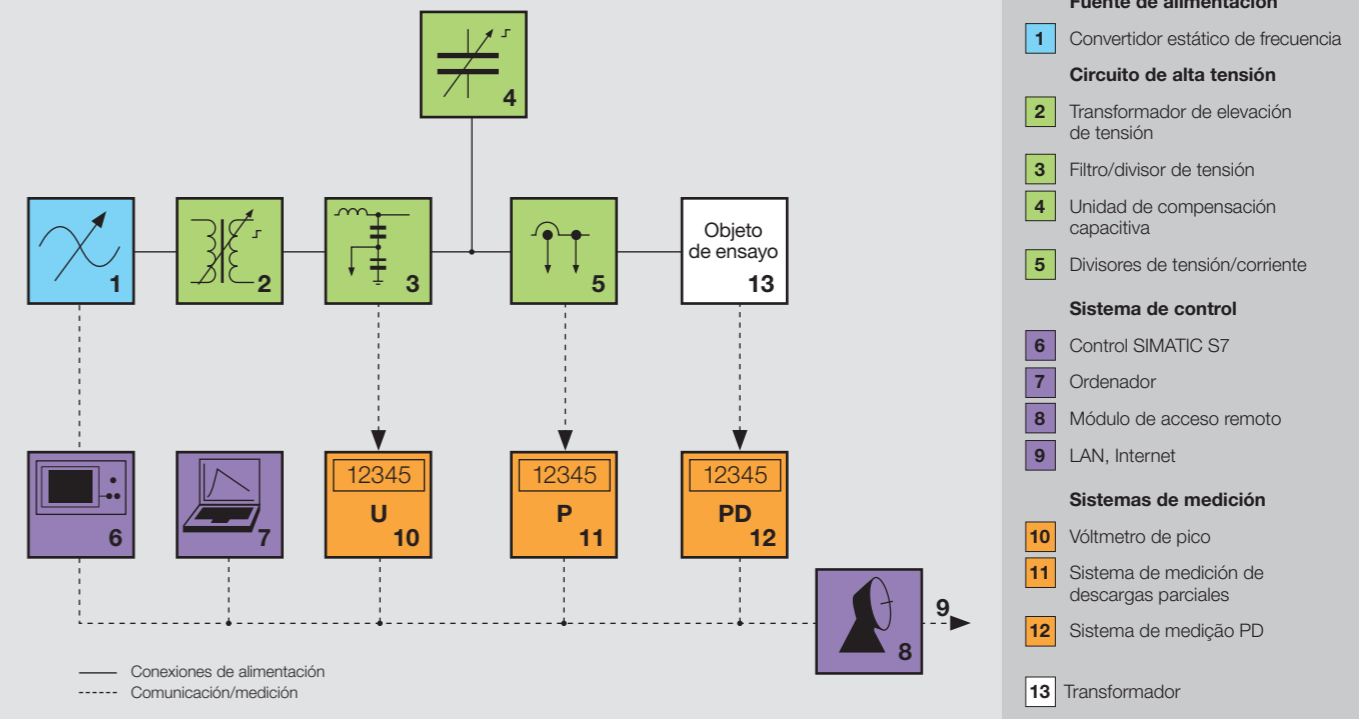 4
1
2
3
5
Objeto
de ensayo
13
12345
U
10
12345
P
11
12345
PD
12
6
7
8
9
Conexiones de alimentación
Comunicación/medición
Fuente de alimentación
1 Convertidor estático de frecuencia
Circuito de alta tensión
2 Transformador de elevación
de tensión
3 Filtro/divisor de tensión
4 Unidad de compensación
capacitiva
5 Divisores de tensión/corriente
Sistema de control
6 Control SIMATIC S7
7 Ordenador
8 Módulo de acceso remoto
9 LAN, Internet
Sistemas de medición
10 Vóltmetro de pico
11 Sistema de medición de
descargas parciales
12 Sistema de medição PD
13 Transformador